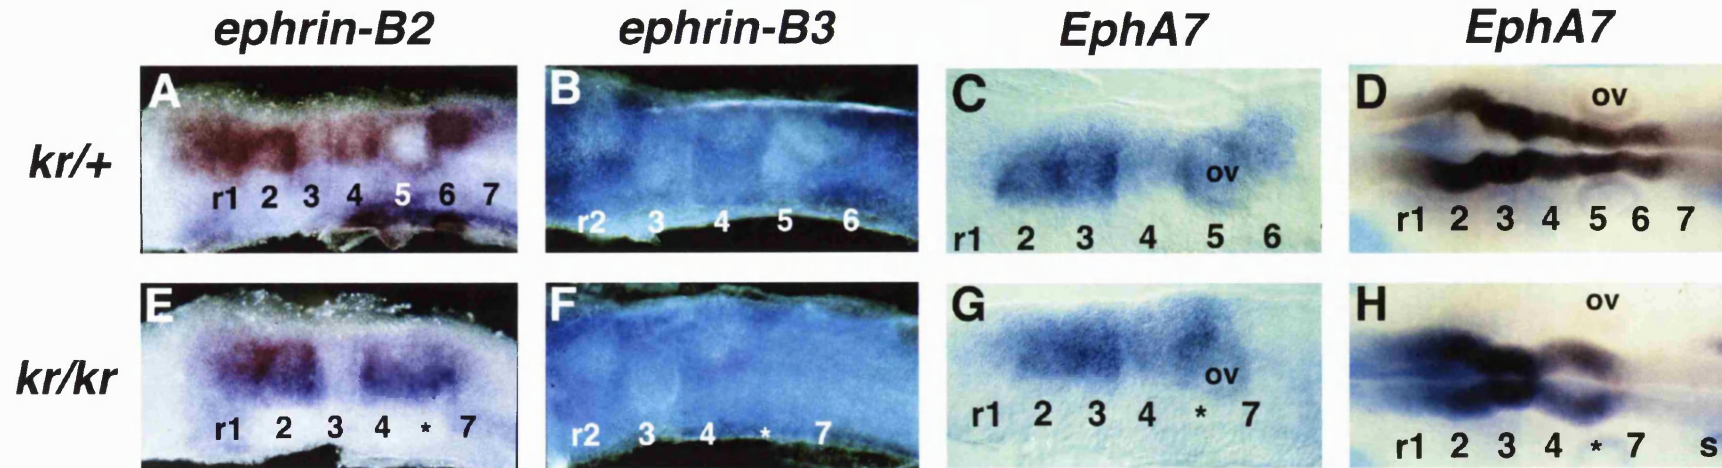 ephrin-B2 ephrin-B3 EphA7 EphA7
kr/+
A
r1 2 3 4 5 6 7
B
r2 3 4 5 6
C
ov
r1 2 3 4 5 6
D
ov
r1 2 3 4 5 6 7
kr/kr
E
r1 2 3 4 * 7
F
r2 3 4 * 7
G
ov
r1 2 3 4 * 7
H
ov
r1 2 3 4 * 7 s